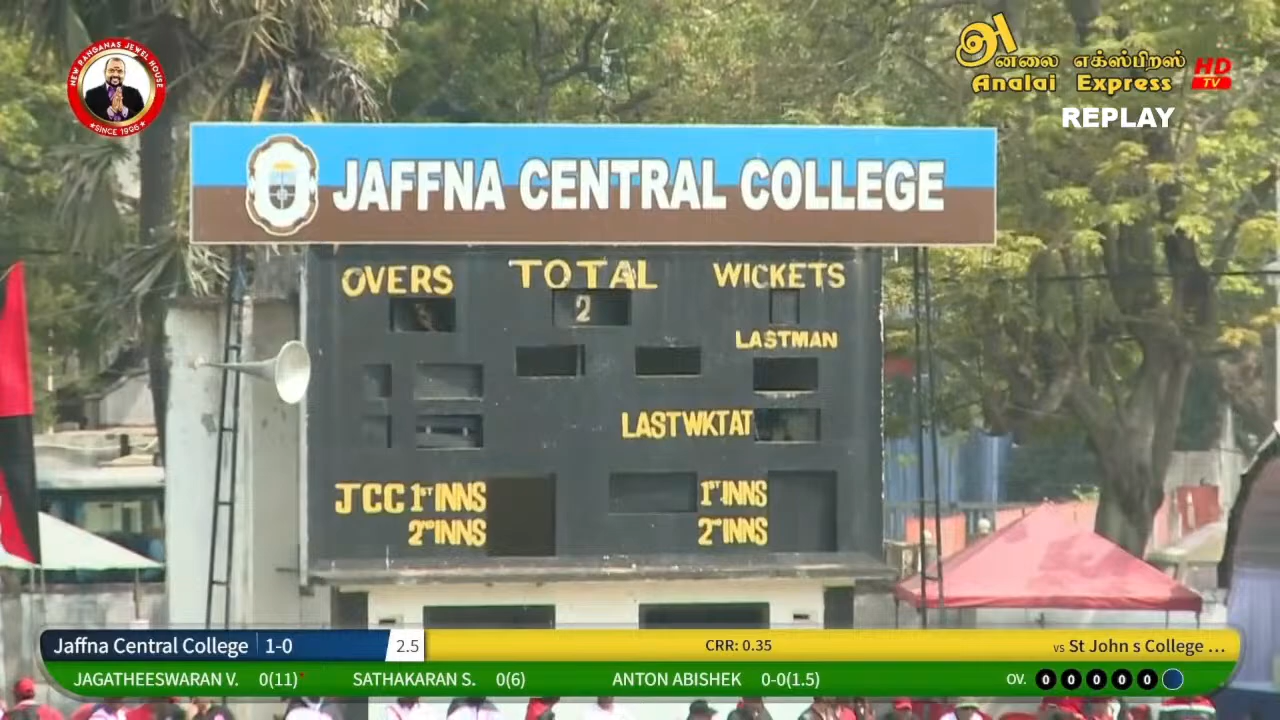 NEW RANGANAS JEWEL HOUSE
★SINCE 1996★
அனலை எக்ஸ்பிறஸ்
Analai Express HD TV
REPLAY
JAFFNA CENTRAL COLLEGE
OVERS TOTAL WICKETS
2
LASTMAN
LASTWKTAT
JCC 1ST INNS 1ST INNS
2ND INNS 2ND INNS
Jaffna Central College 1-0 2.5 CRR: 0.35 vs St John s College ...
JAGATHEESWARAN V. 0(11)* SATHAKARAN S. 0(6) ANTON ABISHEK 0-0(1.5) OV. 0 0 0 0 0